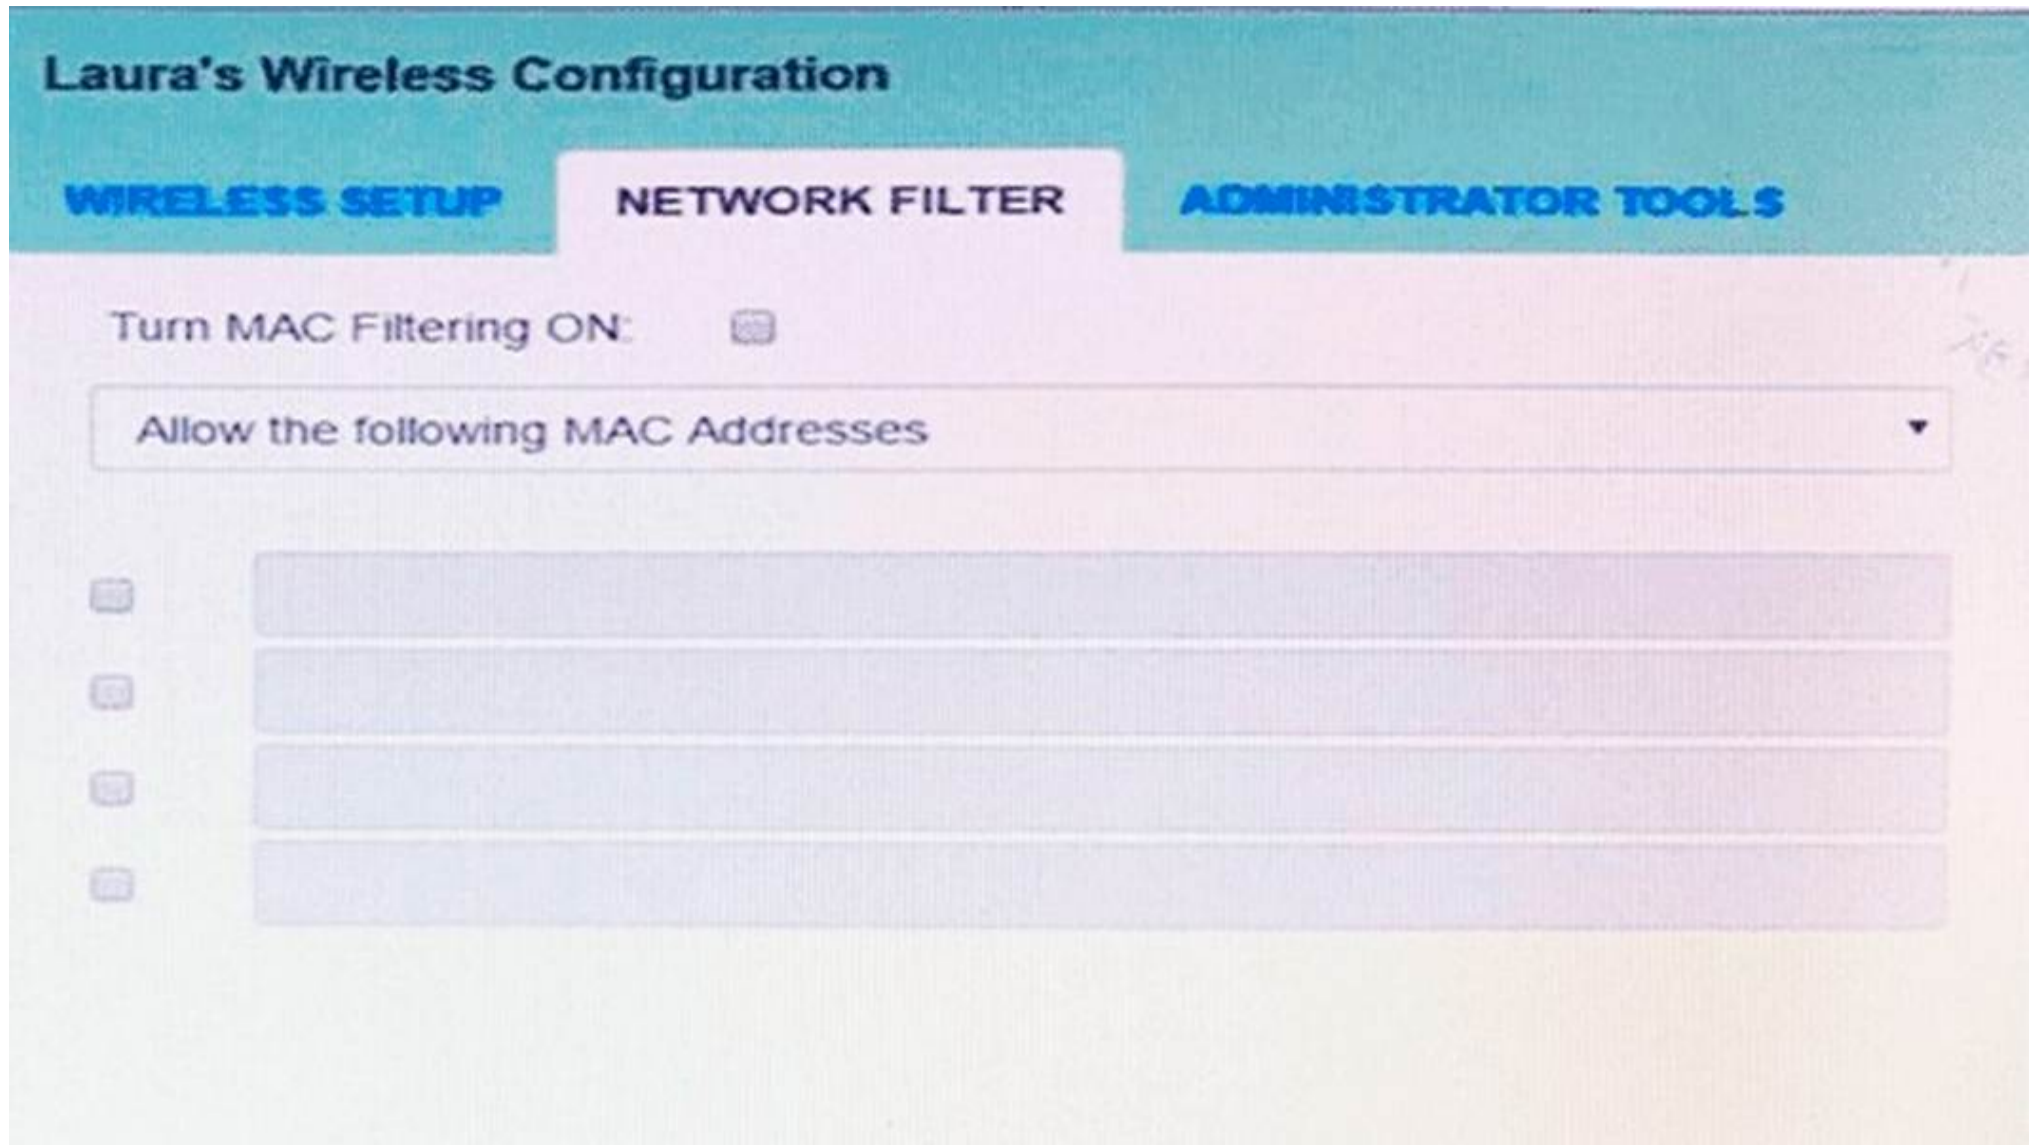 Laura's Wireless Configuration
WIRELESS SETUP NETWORK FILTER ADMINISTRATOR TOOLS
Turn MAC Filtering ON:
Allow the following MAC Addresses